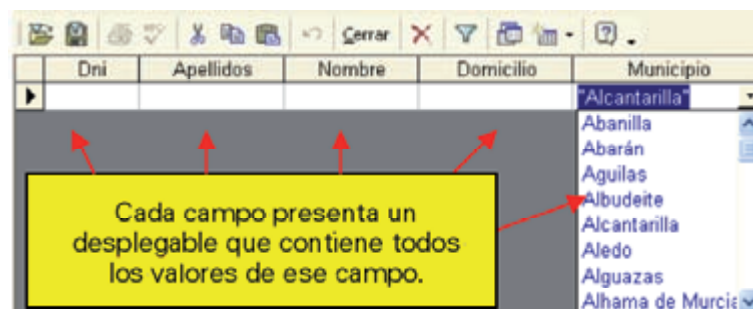 Cerrar
Dni Apellidos Nombre Domicilio Municipio
"Alcantarilla"
Abanilla
Abarán
Aguilas
Albudeite
Alcantarilla
Aledo
Alguazas
Alhama de Murcia
Cada campo presenta un
desplegable que contiene todos
los valores de ese campo.